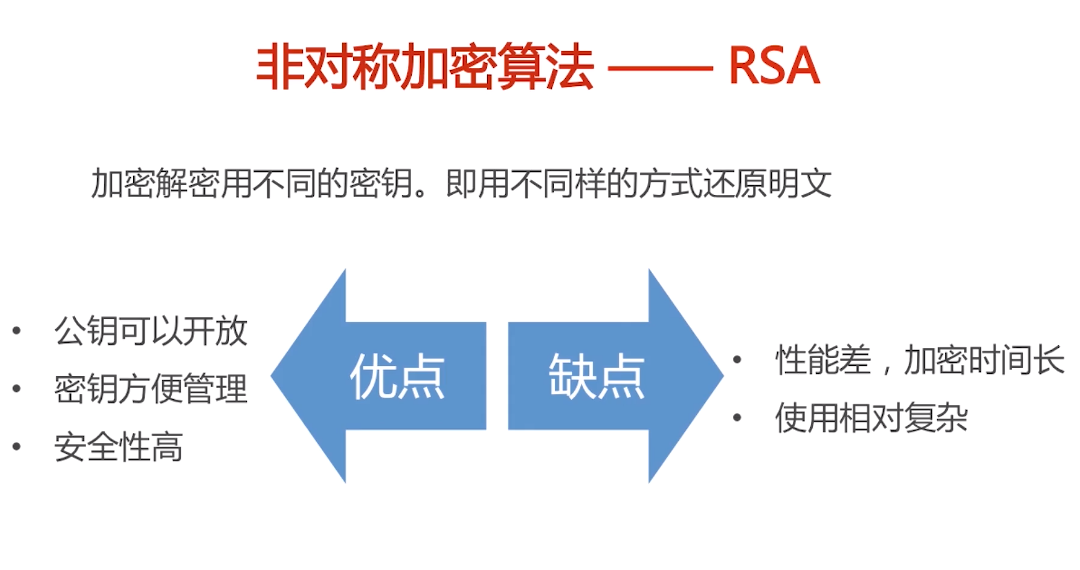 非对称加密算法 —— RSA
加密解密用不同的密钥。即用不同样的方式还原明文
• 公钥可以开放
• 密钥方便管理
• 安全性高
优点
缺点
• 性能差，加密时间长
• 使用相对复杂